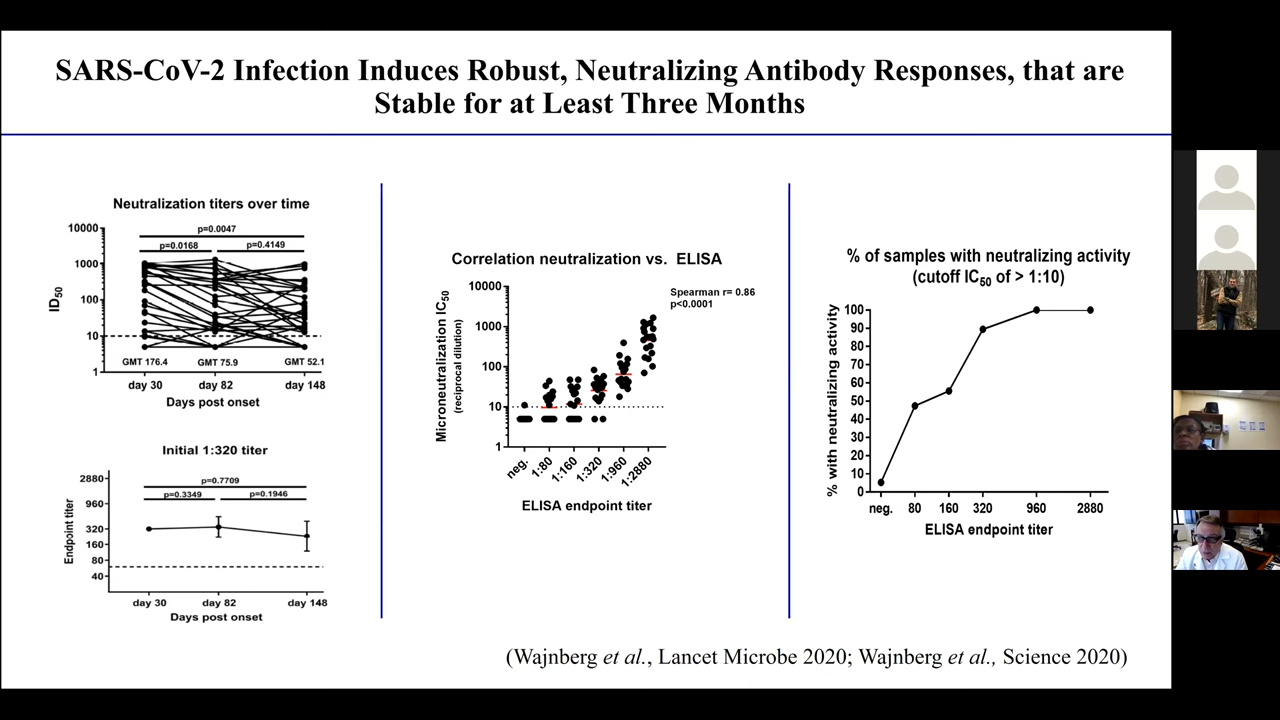 SARS-CoV-2 Infection Induces Robust, Neutralizing Antibody Responses, that are
Stable for at Least Three Months
Neutralization titers over time
10000
1000
100
10
1
ID50
p=0.0047
p=0.0168
p=0.4149
GMT 176.4
GMT 75.9
GMT 52.1
day 30
day 82
day 148
Days post onset
Initial 1:320 titer
2880
960
320
160
80
40
Endpoint titer
p=0.7709
p=0.3349
p=0.1946
day 30
day 82
day 148
Days post onset
Correlation neutralization vs. ELISA
Spearman r= 0.86
p<0.0001
10000
1000
100
10
1
Microneutralization IC50
(reciprocal dilution)
neg.
1:80
1:160
1:320
1:960
1:2880
ELISA endpoint titer
% of samples with neutralizing activity
(cutoff IC50 of > 1:10)
100
90
80
70
60
50
40
30
20
10
0
% with neutralizing activity
neg.
80
160
320
960
2880
ELISA endpoint titer
(Wajnberg et al., Lancet Microbe 2020; Wajnberg et al., Science 2020)